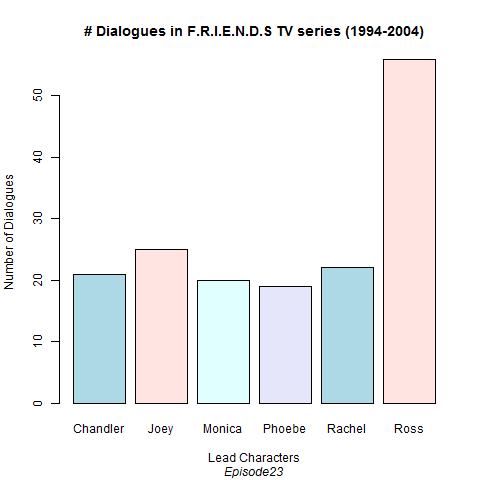 # Dialogues in F.R.I.E.N.D.S TV series (1994-2004)
Number of Dialogues
50
40
30
20
10
0
Chandler Joey Monica Phoebe Rachel Ross
Lead Characters
Episode23